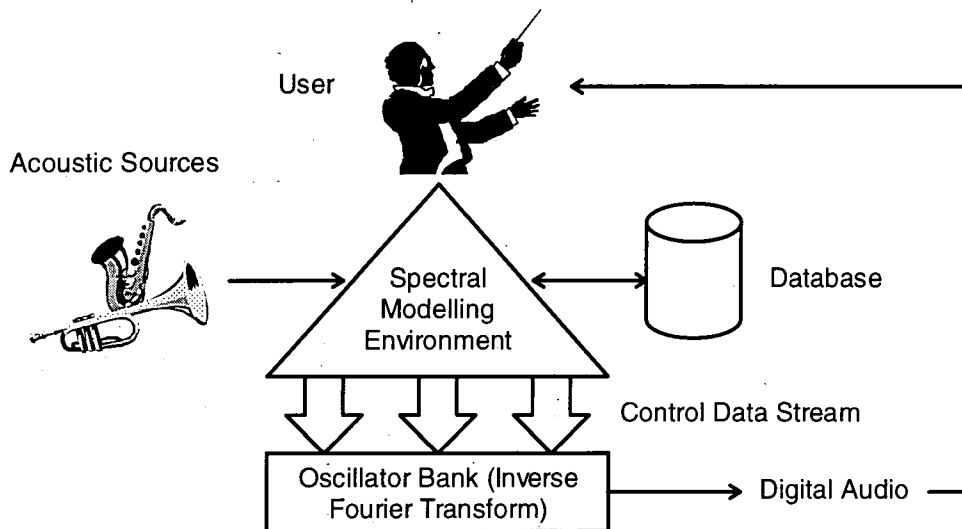 User
Acoustic Sources
Spectral
Modelling
Environment
Database
Control Data Stream
Oscillator Bank (Inverse
Fourier Transform)
Digital Audio